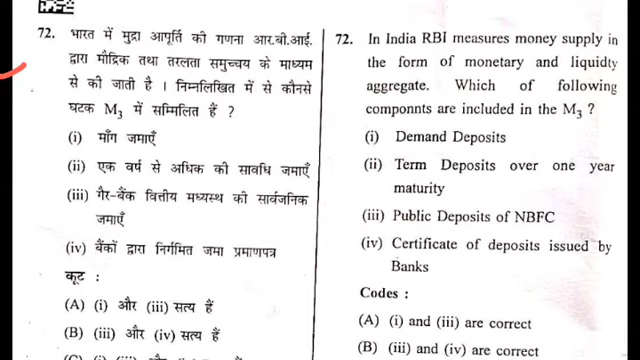 72. भारत में मुद्रा आपूर्ति की गणना आर.बी.आई.
द्वारा मौद्रिक तथा तरलता समुच्चय के माध्यम
से की जाती है । निम्नलिखित में से कौनसे
घटक M₃ में सम्मिलित हैं ?
(i) माँग जमाएँ
(ii) एक वर्ष से अधिक की सावधि जमाएँ
(iii) गैर-बैंक वित्तीय मध्यस्थ की सार्वजनिक
जमाएँ
(iv) बैंकों द्वारा निर्गमित जमा प्रमाणपत्र
कूट :
(A) (i) और (iii) सत्य हैं
(B) (iii) और (iv) सत्य हैं
72. In India RBI measures money supply in
the form of monetary and liquidty
aggregate. Which of following
componnts are included in the M₃ ?
(i) Demand Deposits
(ii) Term Deposits over one year
maturity
(iii) Public Deposits of NBFC
(iv) Certificate of deposits issued by
Banks
Codes :
(A) (i) and (iii) are correct
(B) (iii) and (iv) are correct